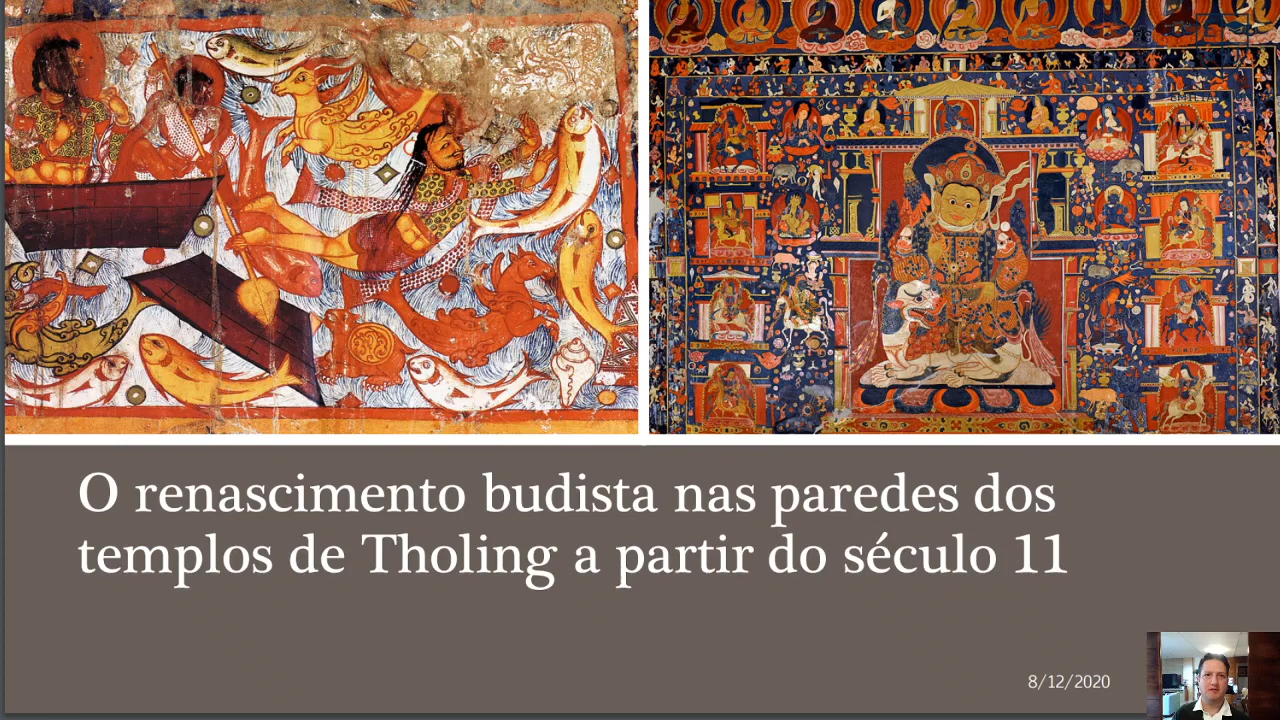 O renascimento budista nas paredes dos
templos de Tholing a partir do século 11
8/12/2020